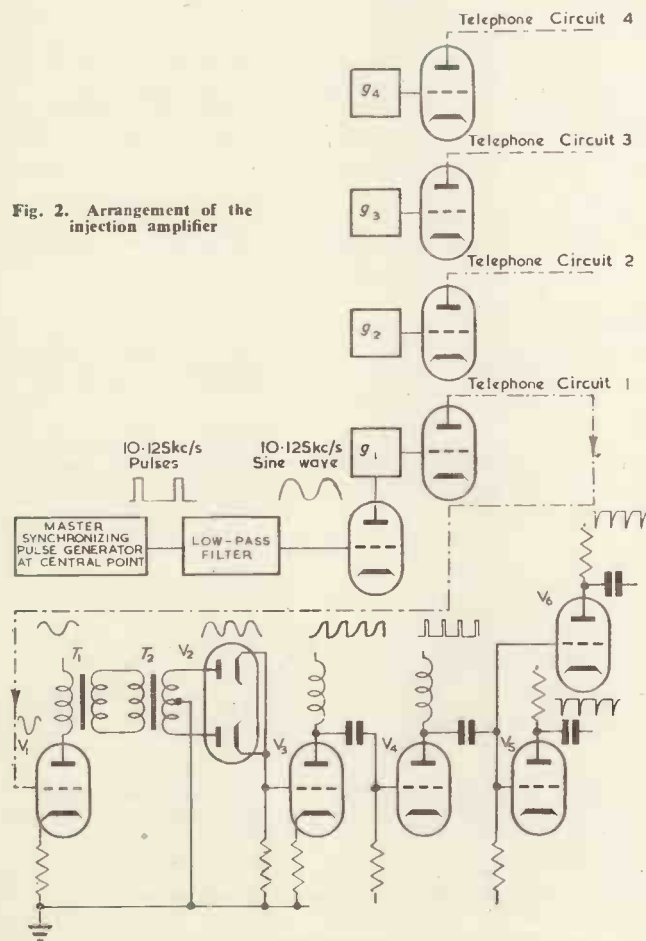 Telephone Circuit 4
g4
Telephone Circuit 3
Fig. 2. Arrangement of the
injection amplifier
g3
Telephone Circuit 2
g2
Telephone Circuit 1
10·125kc/s
Pulses
10·125kc/s
Sine wave
g1
MASTER
SYNCHRONIZING
PULSE GENERATOR
AT CENTRAL POINT
LOW-PASS
FILTER
V6
T1
T2
V2
V1
V3
V4
V5